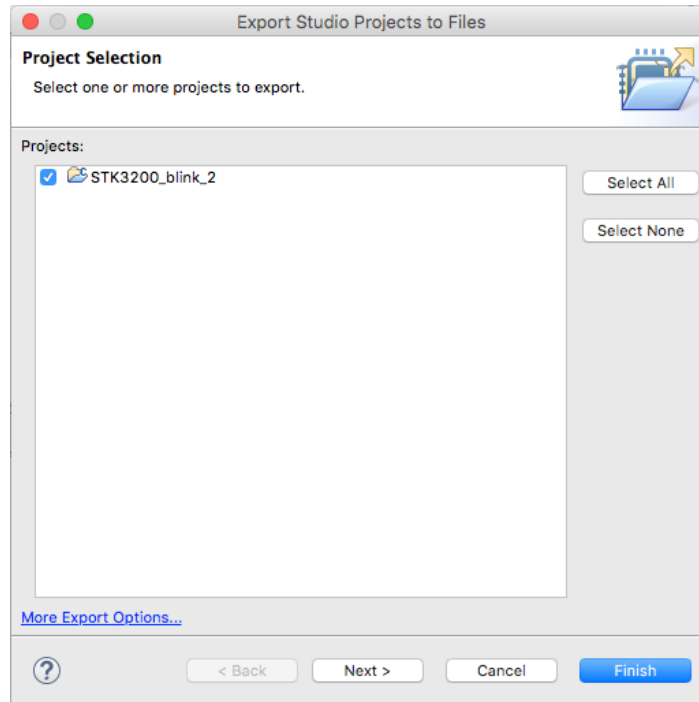 Export Studio Projects to Files
Project Selection
Select one or more projects to export.
Projects:
STK3200_blink_2
Select All
Select None
More Export Options...
?
< Back
Next >
Cancel
Finish